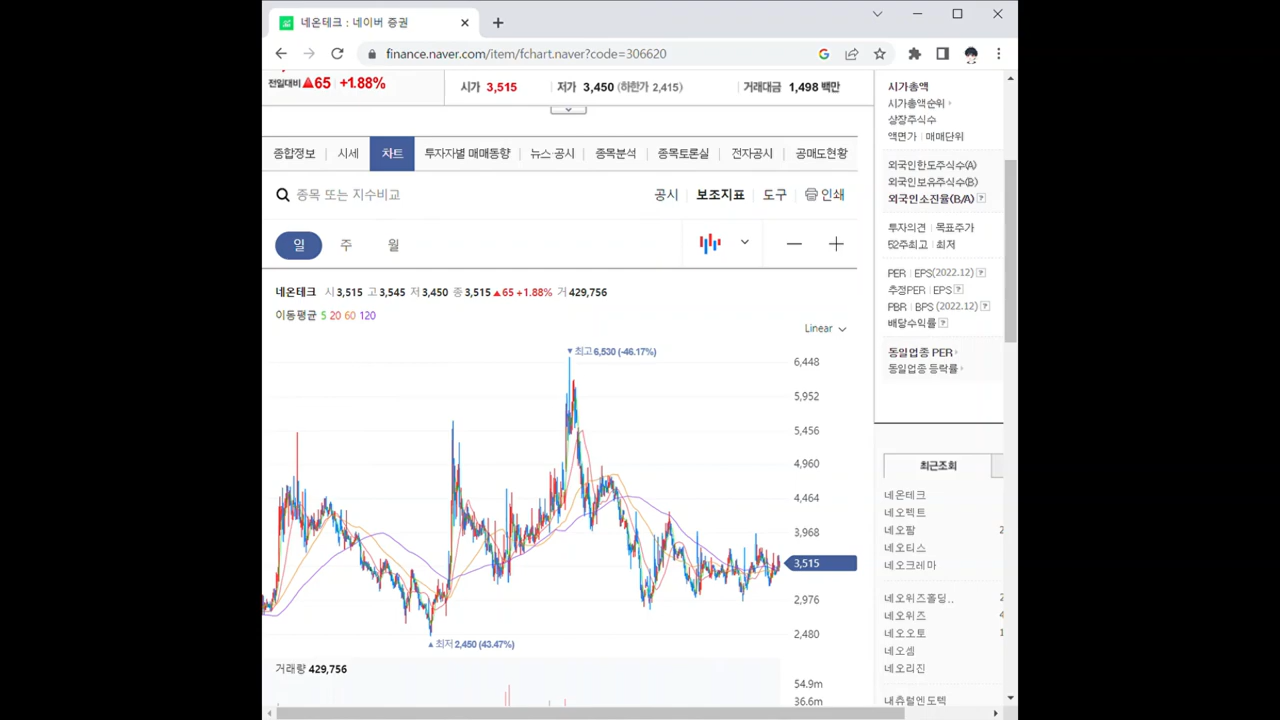 네온테크 : 네이버 증권
finance.naver.com/item/fchart.naver?code=306620
전일대비 ▲65 +1.88%
시가 3,515 저가 3,450 (하한가 2,415) 거래대금 1,498 백만
종합정보 시세 차트 투자자별 매매동향 뉴스·공시 종목분석 종목토론실 전자공시 공매도현황
종목 또는 지수비교 공시 보조지표 도구 인쇄
일 주 월
네온테크 시 3,515 고 3,545 저 3,450 종 3,515 ▲65 +1.88% 거 429,756
이동평균 5 20 60 120
Linear
▼최고 6,530 (-46.17%)
6,448
5,952
5,456
4,960
4,464
3,968
3,515
2,976
2,480
▲최저 2,450 (43.47%)
거래량 429,756
54.9m
36.6m
시가총액
시가총액순위
상장주식수
액면가 | 매매단위
외국인한도주식수(A)
외국인보유주식수(B)
외국인소진율(B/A) ?
투자의견 | 목표주가
52주최고 | 최저
PER | EPS(2022.12) ?
추정PER | EPS ?
PBR | BPS (2022.12) ?
배당수익률 ?
동일업종 PER
동일업종 등락률
최근조회
네온테크
네오펙트
네오팜 2
네오티스
네오크레마
네오위즈홀딩.. 2
네오위즈 4
네오오토 1
네오셈
네오리진
내츄럴엔도텍